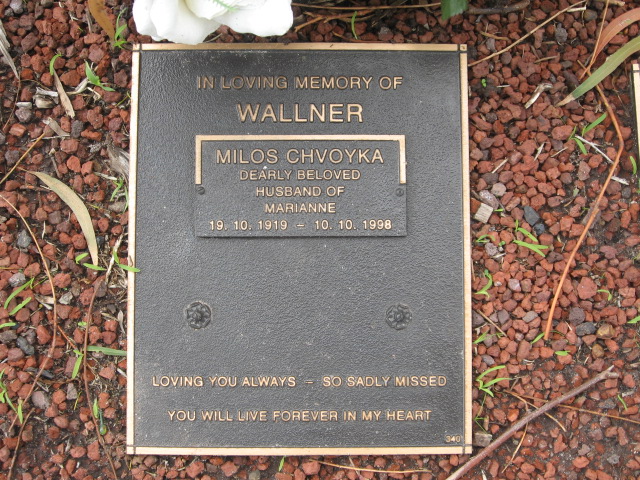 IN LOVING MEMORY OF
WALLNER
MILOS CHVOYKA
DEARLY BELOVED
HUSBAND OF
MARIANNE
19. 10. 1919 – 10. 10. 1998
LOVING YOU ALWAYS – SO SADLY MISSED
YOU WILL LIVE FOREVER IN MY HEART
340